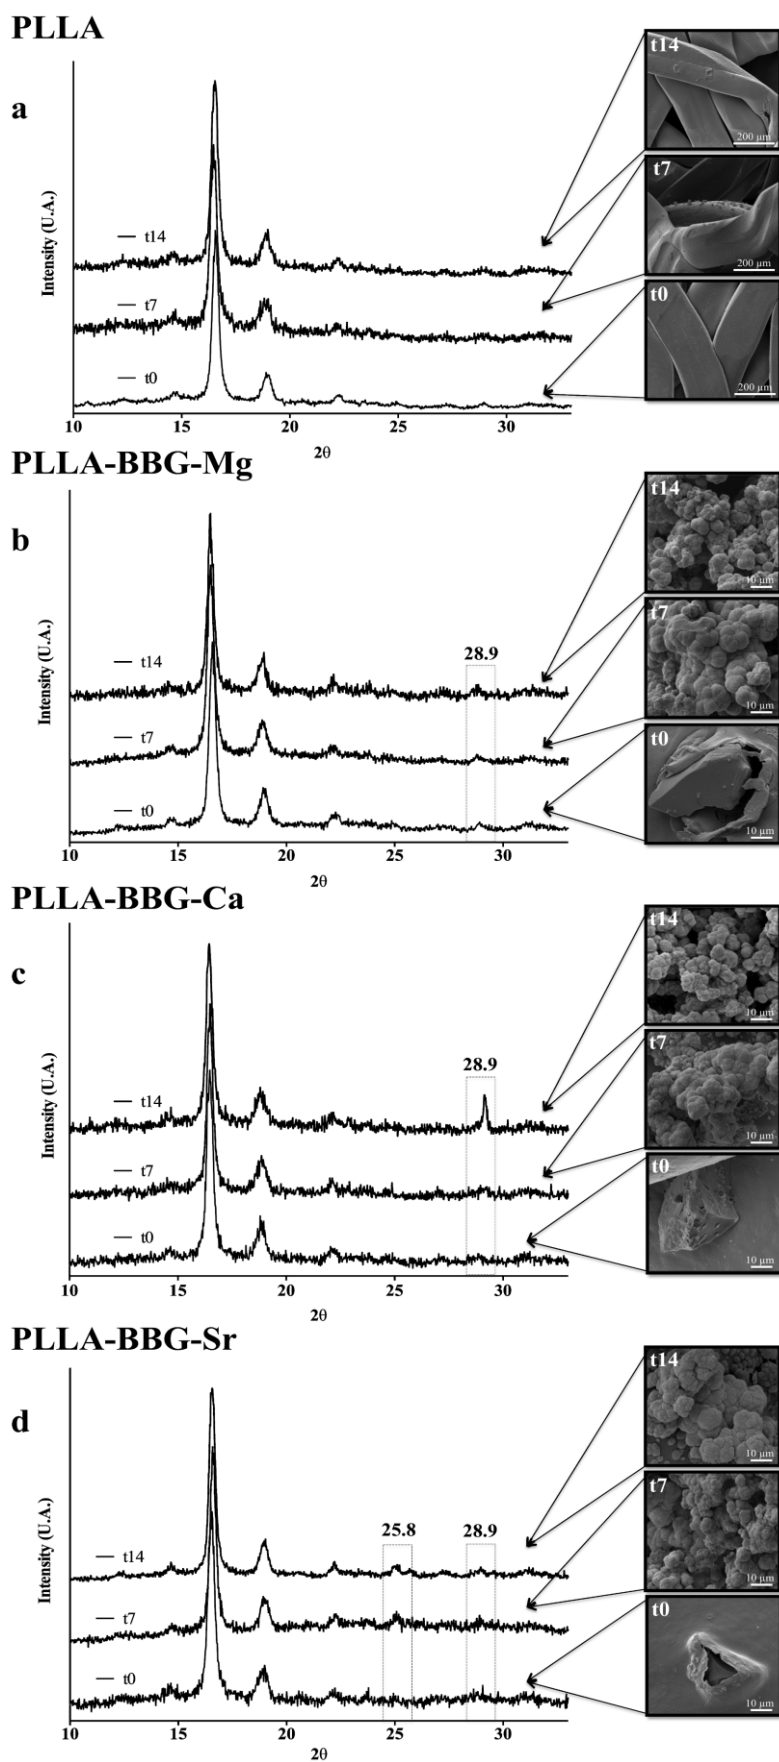 PLLA
a
Intensity (U.A.)
t14
t7
t0
10 15 20 25 30
2θ
t14
200 µm
t7
200 µm
t0
200 µm
PLLA-BBG-Mg
b
Intensity (U.A.)
28.9
t14
t7
t0
10 15 20 25 30
2θ
t14
10 µm
t7
10 µm
t0
10 µm
PLLA-BBG-Ca
c
Intensity (U.A.)
28.9
t14
t7
t0
10 15 20 25 30
2θ
t14
10 µm
t7
10 µm
t0
10 µm
PLLA-BBG-Sr
d
Intensity (U.A.)
25.8 28.9
t14
t7
t0
10 15 20 25 30
2θ
t14
10 µm
t7
10 µm
t0
10 µm